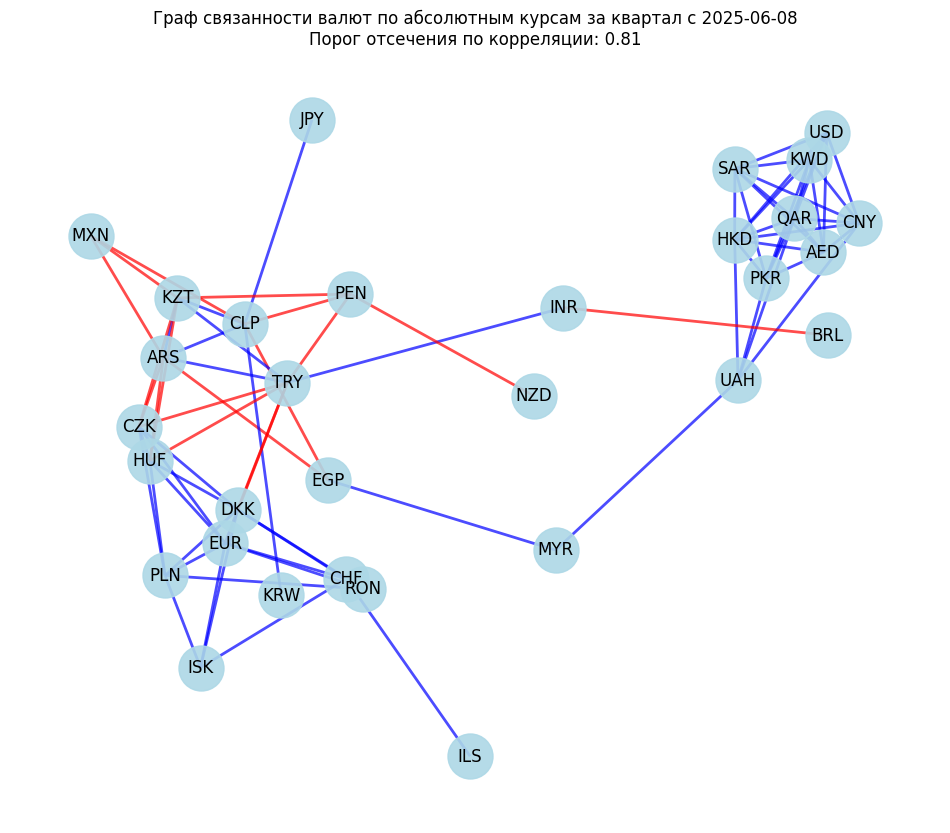 Граф связанности валют по абсолютным курсам за квартал с 2025-06-08
Порог отсечения по корреляции: 0.81
JPY
USD
KWD
SAR
QAR
CNY
MXN
HKD
AED
PKR
KZT
PEN
INR
CLP
BRL
ARS
TRY
UAH
NZD
CZK
HUF
EGP
DKK
EUR
MYR
PLN
CHF
RON
KRW
ISK
ILS